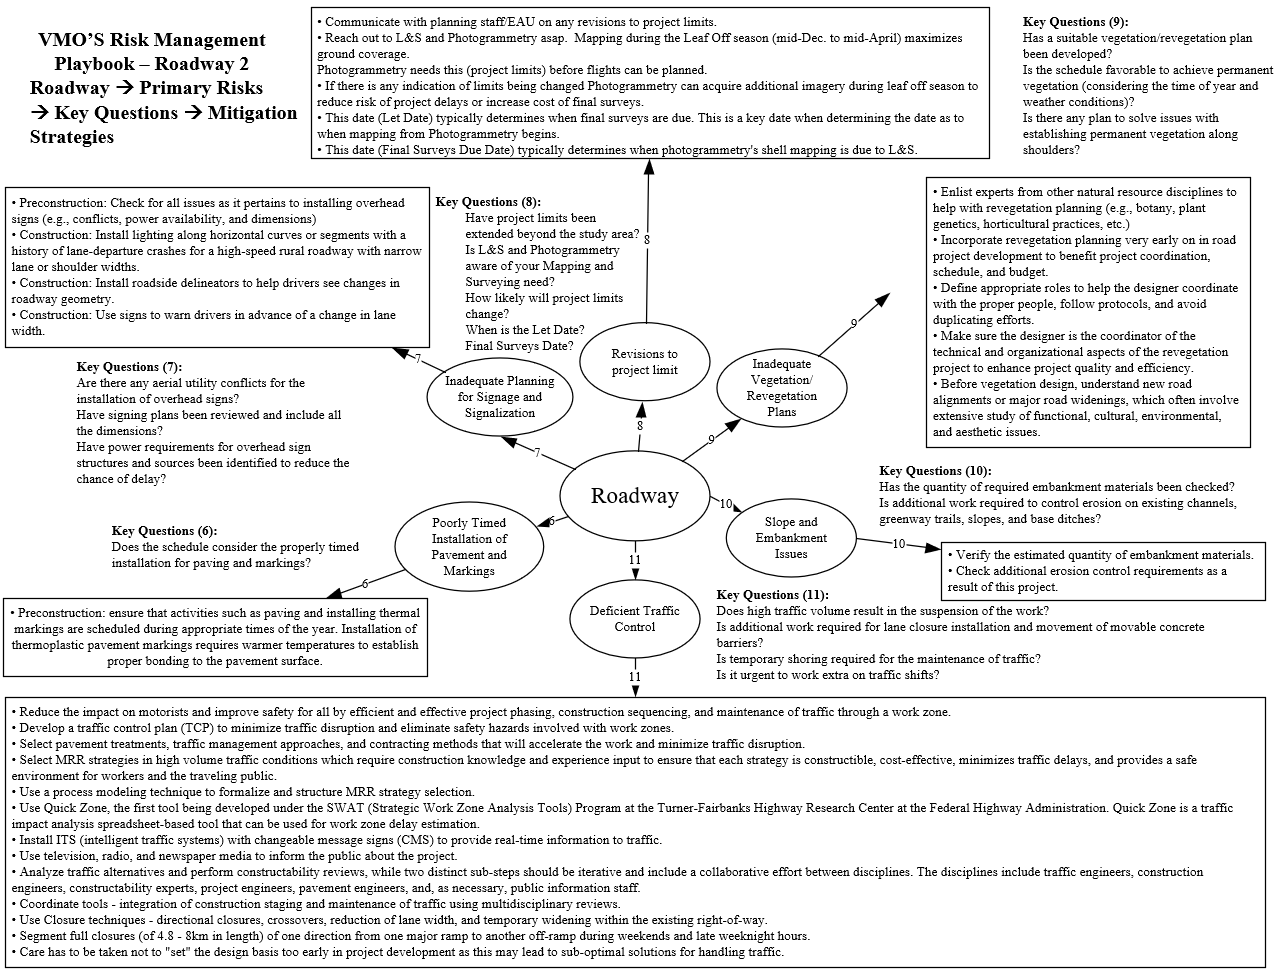 VMO'S Risk Management
Playbook – Roadway 2
Roadway → Primary Risks
→ Key Questions → Mitigation
Strategies
• Communicate with planning staff/EAU on any revisions to project limits.
• Reach out to L&S and Photogrammetry asap.  Mapping during the Leaf Off season (mid-Dec. to mid-April) maximizes
ground coverage.
Photogrammetry needs this (project limits) before flights can be planned.
• If there is any indication of limits being changed Photogrammetry can acquire additional imagery during leaf off season to
reduce risk of project delays or increase cost of final surveys.
• This date (Let Date) typically determines when final surveys are due. This is a key date when determining the date as to
when mapping from Photogrammetry begins.
• This date (Final Surveys Due Date) typically determines when photogrammetry's shell mapping is due to L&S.
Key Questions (9):
Has a suitable vegetation/revegetation plan
been developed?
Is the schedule favorable to achieve permanent
vegetation (considering the time of year and
weather conditions)?
Is there any plan to solve issues with
establishing permanent vegetation along
shoulders?
• Preconstruction: Check for all issues as it pertains to installing overhead
signs (e.g., conflicts, power availability, and dimensions)
• Construction: Install lighting along horizontal curves or segments with a
history of lane-departure crashes for a high-speed rural roadway with narrow
lane or shoulder widths.
• Construction: Install roadside delineators to help drivers see changes in
roadway geometry.
• Construction: Use signs to warn drivers in advance of a change in lane
width.
Key Questions (8):
Have project limits been
extended beyond the study area?
Is L&S and Photogrammetry
aware of your Mapping and
Surveying need?
How likely will project limits
change?
When is the Let Date?
Final Surveys Date?
8
• Enlist experts from other natural resource disciplines to
help with revegetation planning (e.g., botany, plant
genetics, horticultural practices, etc.)
• Incorporate revegetation planning very early on in road
project development to benefit project coordination,
schedule, and budget.
• Define appropriate roles to help the designer coordinate
with the proper people, follow protocols, and avoid
duplicating efforts.
• Make sure the designer is the coordinator of the
technical and organizational aspects of the revegetation
project to enhance project quality and efficiency.
• Before vegetation design, understand new road
alignments or major road widenings, which often involve
extensive study of functional, cultural, environmental,
and aesthetic issues.
9
7
Key Questions (7):
Are there any aerial utility conflicts for the
installation of overhead signs?
Have signing plans been reviewed and include all
the dimensions?
Have power requirements for overhead sign
structures and sources been identified to reduce the
chance of delay?
Inadequate Planning
for Signage and
Signalization
Revisions to
project limit
Inadequate
Vegetation/
Revegetation
Plans
7
8
9
Roadway
Key Questions (10):
Has the quantity of required embankment materials been checked?
Is additional work required to control erosion on existing channels,
greenway trails, slopes, and base ditches?
Key Questions (6):
Does the schedule consider the properly timed
installation for paving and markings?
Poorly Timed
Installation of
Pavement and
Markings
6
10
Slope and
Embankment
Issues
10
• Verify the estimated quantity of embankment materials.
• Check additional erosion control requirements as a
result of this project.
6
11
• Preconstruction: ensure that activities such as paving and installing thermal
markings are scheduled during appropriate times of the year. Installation of
thermoplastic pavement markings requires warmer temperatures to establish
proper bonding to the pavement surface.
Deficient Traffic
Control
Key Questions (11):
Does high traffic volume result in the suspension of the work?
Is additional work required for lane closure installation and movement of movable concrete
barriers?
Is temporary shoring required for the maintenance of traffic?
Is it urgent to work extra on traffic shifts?
11
• Reduce the impact on motorists and improve safety for all by efficient and effective project phasing, construction sequencing, and maintenance of traffic through a work zone.
• Develop a traffic control plan (TCP) to minimize traffic disruption and eliminate safety hazards involved with work zones.
• Select pavement treatments, traffic management approaches, and contracting methods that will accelerate the work and minimize traffic disruption.
• Select MRR strategies in high volume traffic conditions which require construction knowledge and experience input to ensure that each strategy is constructible, cost-effective, minimizes traffic delays, and provides a safe
environment for workers and the traveling public.
• Use a process modeling technique to formalize and structure MRR strategy selection.
• Use Quick Zone, the first tool being developed under the SWAT (Strategic Work Zone Analysis Tools) Program at the Turner-Fairbanks Highway Research Center at the Federal Highway Administration. Quick Zone is a traffic
impact analysis spreadsheet-based tool that can be used for work zone delay estimation.
• Install ITS (intelligent traffic systems) with changeable message signs (CMS) to provide real-time information to traffic.
• Use television, radio, and newspaper media to inform the public about the project.
• Analyze traffic alternatives and perform constructability reviews, while two distinct sub-steps should be iterative and include a collaborative effort between disciplines. The disciplines include traffic engineers, construction
engineers, constructability experts, project engineers, pavement engineers, and, as necessary, public information staff.
• Coordinate tools - integration of construction staging and maintenance of traffic using multidisciplinary reviews.
• Use Closure techniques - directional closures, crossovers, reduction of lane width, and temporary widening within the existing right-of-way.
• Segment full closures (of 4.8 - 8km in length) of one direction from one major ramp to another off-ramp during weekends and late weeknight hours.
• Care has to be taken not to "set" the design basis too early in project development as this may lead to sub-optimal solutions for handling traffic.